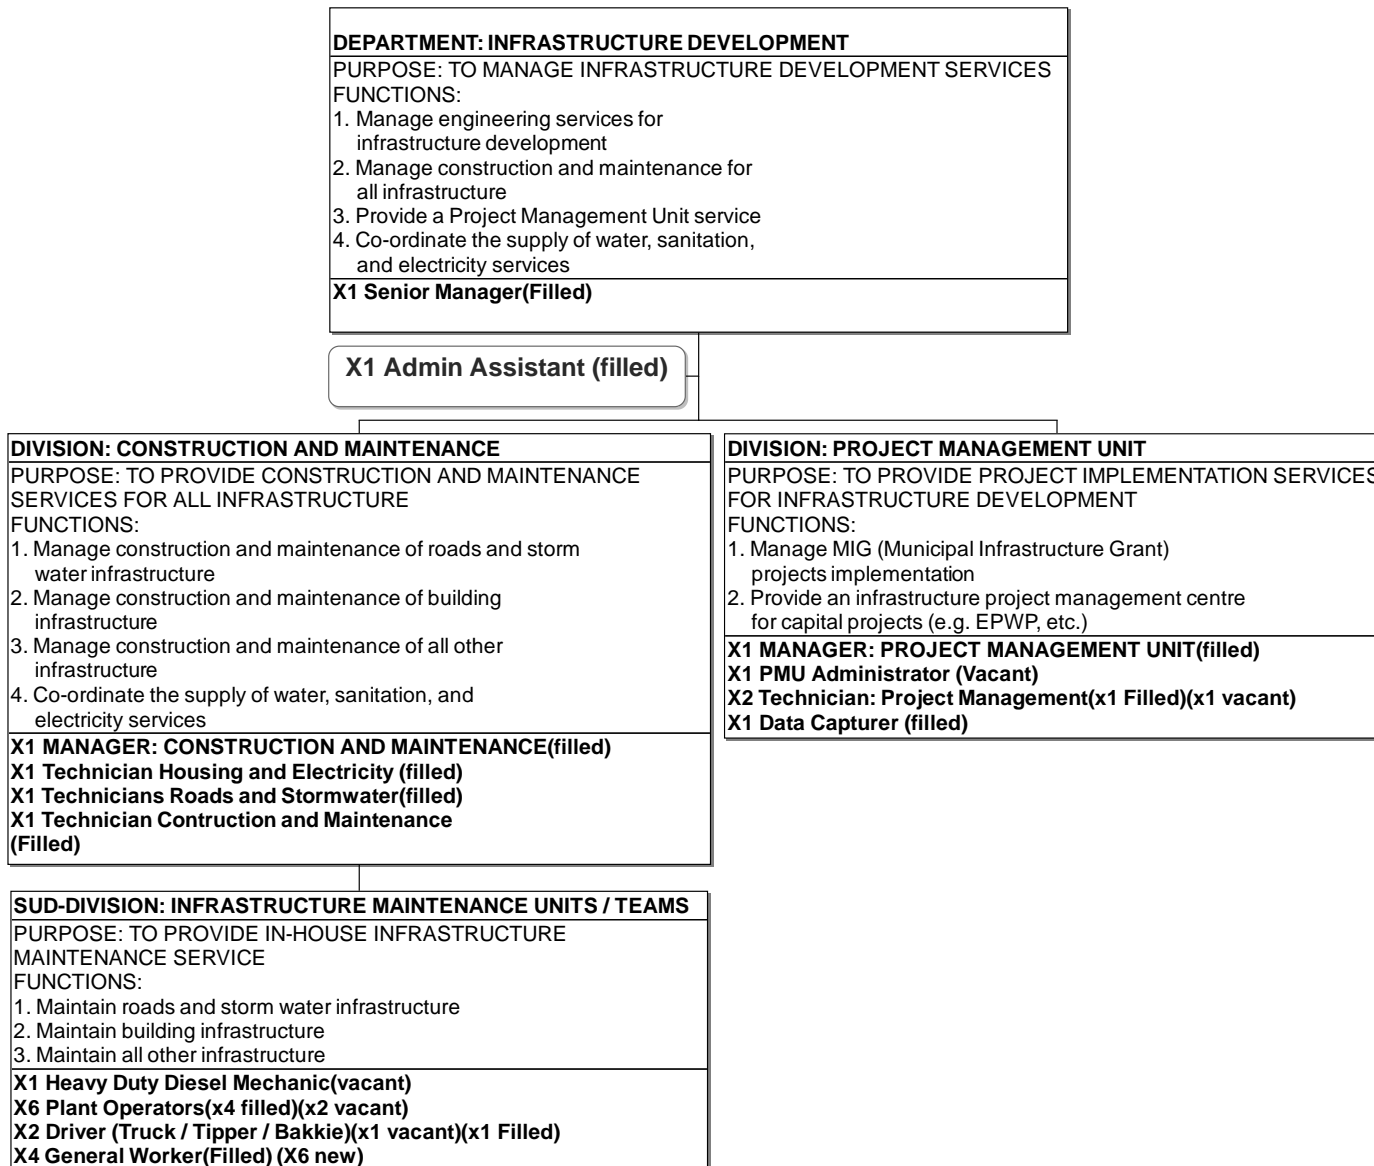 DEPARTMENT: INFRASTRUCTURE DEVELOPMENT
PURPOSE: TO MANAGE INFRASTRUCTURE DEVELOPMENT SERVICES
FUNCTIONS:
1. Manage engineering services for
infrastructure development
2. Manage construction and maintenance for
all infrastructure
3. Provide a Project Management Unit service
4. Co-ordinate the supply of water, sanitation,
and electricity services
X1 Senior Manager(Filled)
X1 Admin Assistant (filled)
DIVISION: CONSTRUCTION AND MAINTENANCE
PURPOSE: TO PROVIDE CONSTRUCTION AND MAINTENANCE
SERVICES FOR ALL INFRASTRUCTURE
FUNCTIONS:
1. Manage construction and maintenance of roads and storm
water infrastructure
2. Manage construction and maintenance of building
infrastructure
3. Manage construction and maintenance of all other
infrastructure
4. Co-ordinate the supply of water, sanitation, and
electricity services
X1 MANAGER: CONSTRUCTION AND MAINTENANCE(filled)
X1 Technician Housing and Electricity (filled)
X1 Technicians Roads and Stormwater(filled)
X1 Technician Contruction and Maintenance
(Filled)
DIVISION: PROJECT MANAGEMENT UNIT
PURPOSE: TO PROVIDE PROJECT IMPLEMENTATION SERVICES
FOR INFRASTRUCTURE DEVELOPMENT
FUNCTIONS:
1. Manage MIG (Municipal Infrastructure Grant)
projects implementation
2. Provide an infrastructure project management centre
for capital projects (e.g. EPWP, etc.)
X1 MANAGER: PROJECT MANAGEMENT UNIT(filled)
X1 PMU Administrator (Vacant)
X2 Technician: Project Management(x1 Filled)(x1 vacant)
X1 Data Capturer (filled)
SUD-DIVISION: INFRASTRUCTURE MAINTENANCE UNITS / TEAMS
PURPOSE: TO PROVIDE IN-HOUSE INFRASTRUCTURE
MAINTENANCE SERVICE
FUNCTIONS:
1. Maintain roads and storm water infrastructure
2. Maintain building infrastructure
3. Maintain all other infrastructure
X1 Heavy Duty Diesel Mechanic(vacant)
X6 Plant Operators(x4 filled)(x2 vacant)
X2 Driver (Truck / Tipper / Bakkie)(x1 vacant)(x1 Filled)
X4 General Worker(Filled) (X6 new)